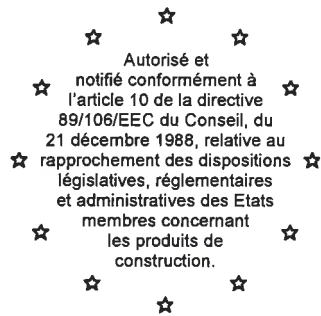 Autorisé et
notifié conformément à
l'article 10 de la directive
89/106/EEC du Conseil, du
21 décembre 1988, relative au
rapprochement des dispositions
législatives, réglementaires
et administratives des Etats
membres concernant
les produits de
construction.